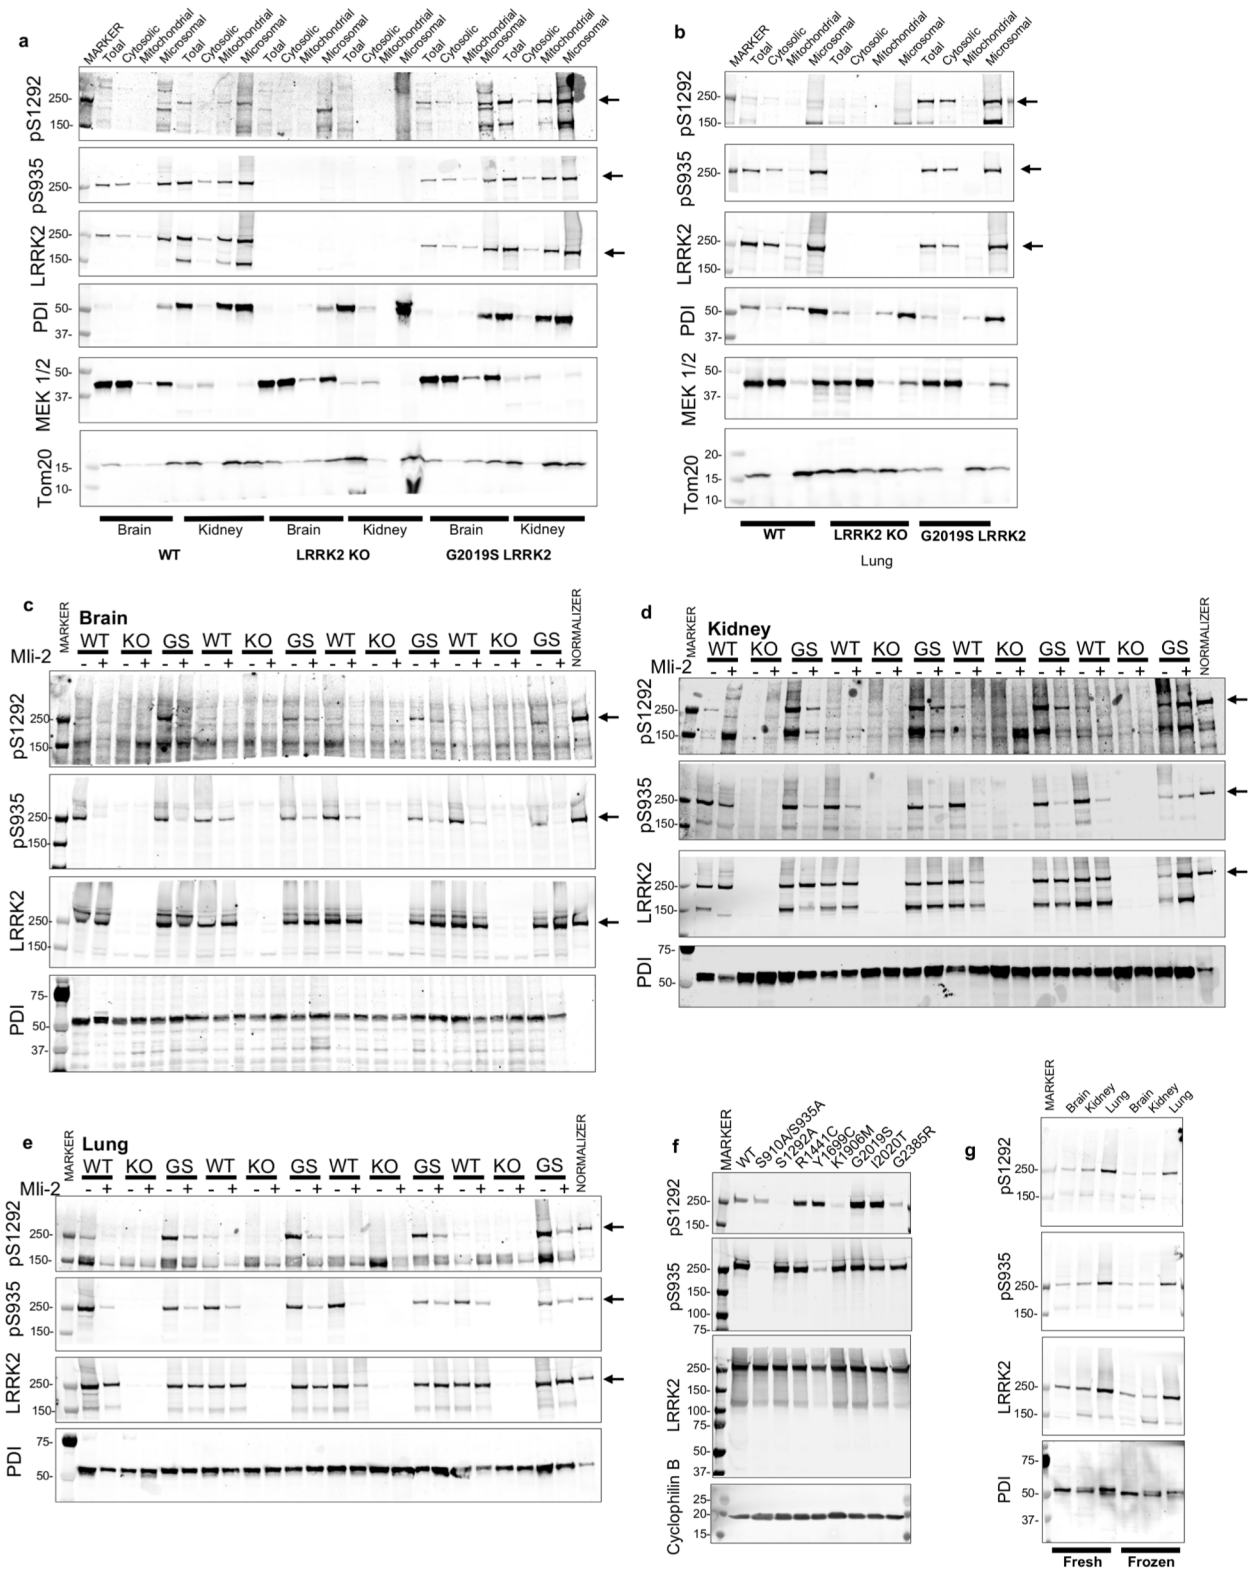 a
MARKER Total Cytosolic Mitochondrial Microsomal Total Cytosolic Mitochondrial Microsomal Total Cytosolic Mitochondrial Microsomal Total Cytosolic Mitochondrial Microsomal Total Cytosolic Mitochondrial Microsomal Total Cytosolic Mitochondrial Microsomal
pS1292
250-
150-
pS935
250-
LRRK2
250-
150-
PDI
50-
37-
MEK 1/2
50-
37-
Tom20
15-
10-
Brain Kidney Brain Kidney Brain Kidney
WT LRRK2 KO G2019S LRRK2
b
MARKER Total Cytosolic Mitochondrial Microsomal Total Cytosolic Mitochondrial Microsomal Total Cytosolic Mitochondrial Microsomal
pS1292
250-
150-
pS935
250-
LRRK2
250-
150-
PDI
50-
37-
MEK 1/2
50-
37-
Tom20
20-
15-
10-
WT LRRK2 KO G2019S LRRK2
Lung
c
MARKER
Brain
NORMALIZER
WT KO GS WT KO GS WT KO GS WT KO GS
Mli-2 - + - + - + - + - + - + - + - + - + - + - + - +
pS1292
250-
150-
pS935
250-
150-
LRRK2
250-
150-
PDI
75-
50-
37-
d
MARKER
Kidney
NORMALIZER
WT KO GS WT KO GS WT KO GS WT KO GS
Mli-2 - + - + - + - + - + - + - + - + - + - + - + - +
pS1292
250-
150-
pS935
250-
150-
LRRK2
250-
150-
PDI
75-
50-
e
MARKER
Lung
NORMALIZER
WT KO GS WT KO GS WT KO GS WT KO GS
Mli-2 - + - + - + - + - + - + - + - + - + - + - + - +
pS1292
250-
150-
pS935
250-
150-
LRRK2
250-
150-
PDI
75-
50-
f
MARKER WT S910A/S935A S1292A R1441C Y1699C K1906M G2019S I2020T G2385R
pS1292
250-
150-
pS935
250-
150-
100-
75-
LRRK2
250-
150-
100-
75-
50-
37-
Cyclophilin B
25-
20-
15-
g
MARKER Brain Kidney Lung Brain Kidney Lung
pS1292
250-
150-
pS935
250-
150-
LRRK2
250-
150-
PDI
75-
50-
37-
Fresh Frozen